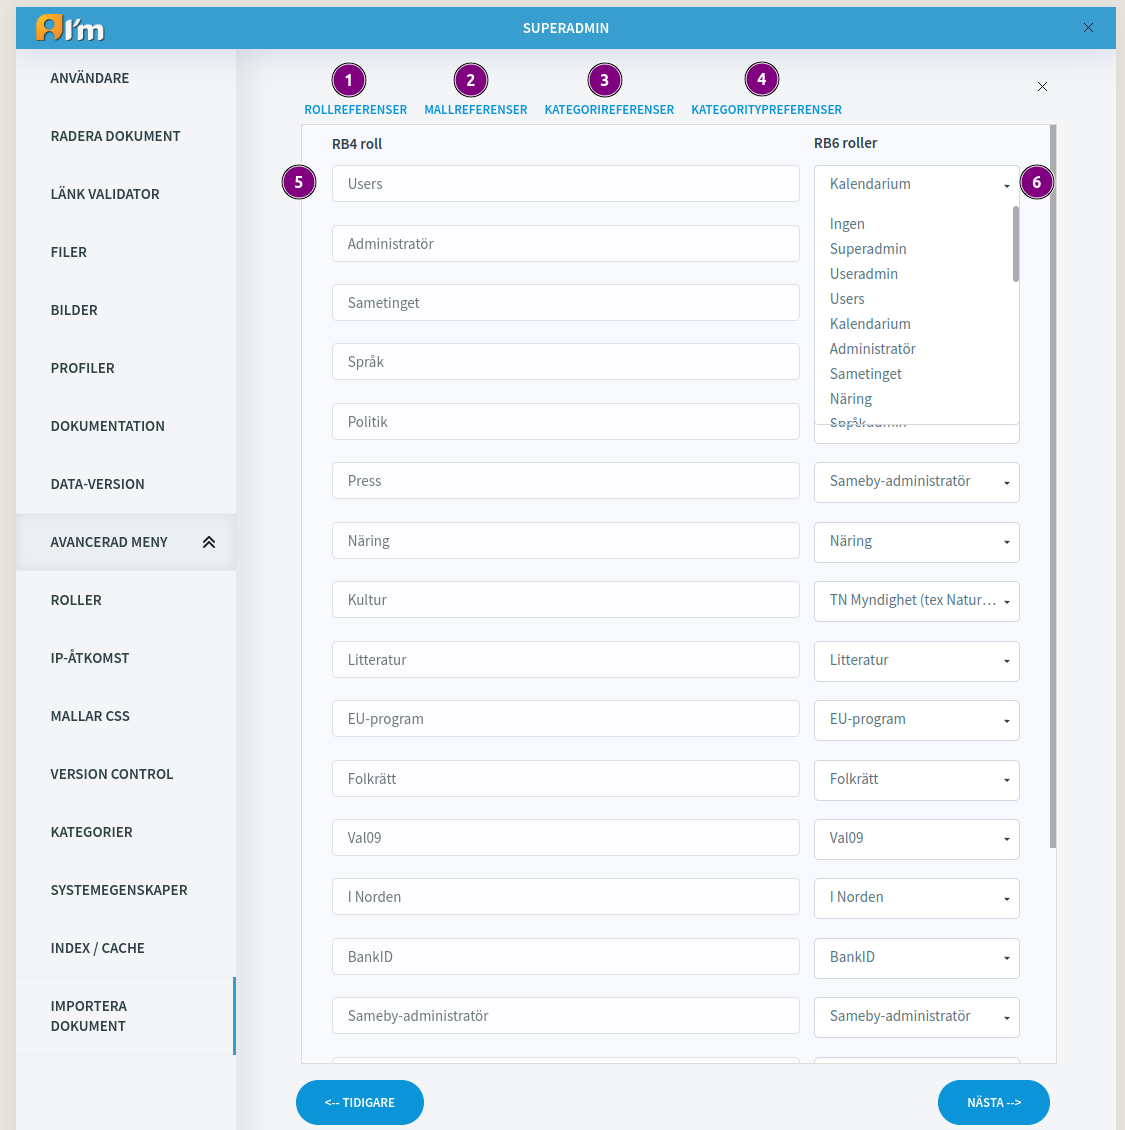 I'm
SUPERADMIN
ANVÄNDARE
RADERA DOKUMENT
LÄNK VALIDATOR
FILER
BILDER
PROFILER
DOKUMENTATION
DATA-VERSION
AVANCERAD MENY
ROLLER
IP-ÅTKOMST
MALLAR CSS
VERSION CONTROL
KATEGORIER
SYSTEMEGENSKAPER
INDEX / CACHE
IMPORTERA
DOKUMENT
1 2 3 4
ROLLREFERENSER MALLREFERENSER KATEGORIREFERENSER KATEGORITYPREFERENSER
RB4 roll RB6 roller
5 Users Kalendarium 6
Ingen
Superadmin
Useradmin
Users
Kalendarium
Administratör
Sametinget
Näring
Språkadmin
Administratör
Sametinget
Språk
Politik
Press Sameby-administratör
Näring Näring
Kultur TN Myndighet (tex Natur...
Litteratur Litteratur
EU-program EU-program
Folkrätt Folkrätt
Val09 Val09
I Norden I Norden
BankID BankID
Sameby-administratör Sameby-administratör
<-- TIDIGARE NÄSTA -->